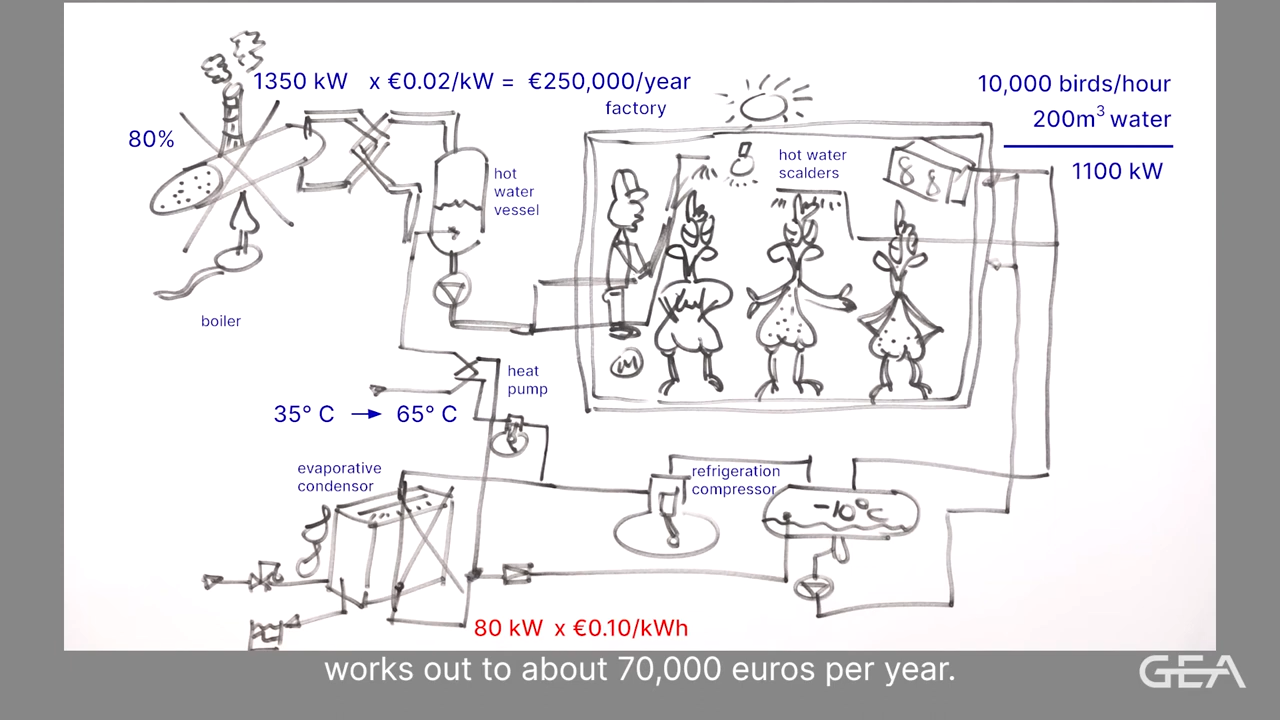 1350 kW x €0.02/kW = €250,000/year
10,000 birds/hour
200m³ water
1100 kW
factory
80%
hot water scalders
88
hot
water
vessel
boiler
M
heat
pump
35° C → 65° C
evaporative
condensor
refrigeration
compressor
-10°C
80 kW x €0.10/kWh
works out to about 70,000 euros per year.
GEA